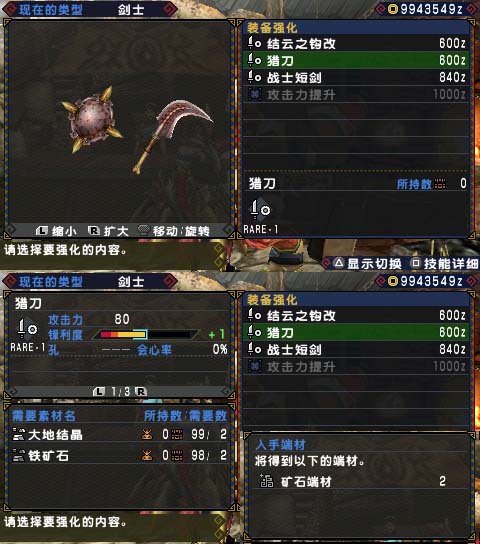 现在的类型 剑士
9943549z
装备强化
结云之钩改 600z
猎刀 600z
战士短剑 840z
攻击力提升 1000z
猎刀 所持数 0
RARE-1
L 缩小 R 扩大 移动/旋转
请选择要强化的内容。
△显示切换 □技能详细
现在的类型 剑士
9943549z
猎刀
攻击力 80
锋利度 +1
RARE-1
孔 --- 会心率 0%
L 1/3 R
需要素材名 所持数/需要数
大地结晶 0 99/ 2
铁矿石 0 98/ 2
请选择要强化的内容。
装备强化
结云之钩改 600z
猎刀 600z
战士短剑 840z
攻击力提升 1000z
入手端材
将得到以下的端材。
矿石端材 2